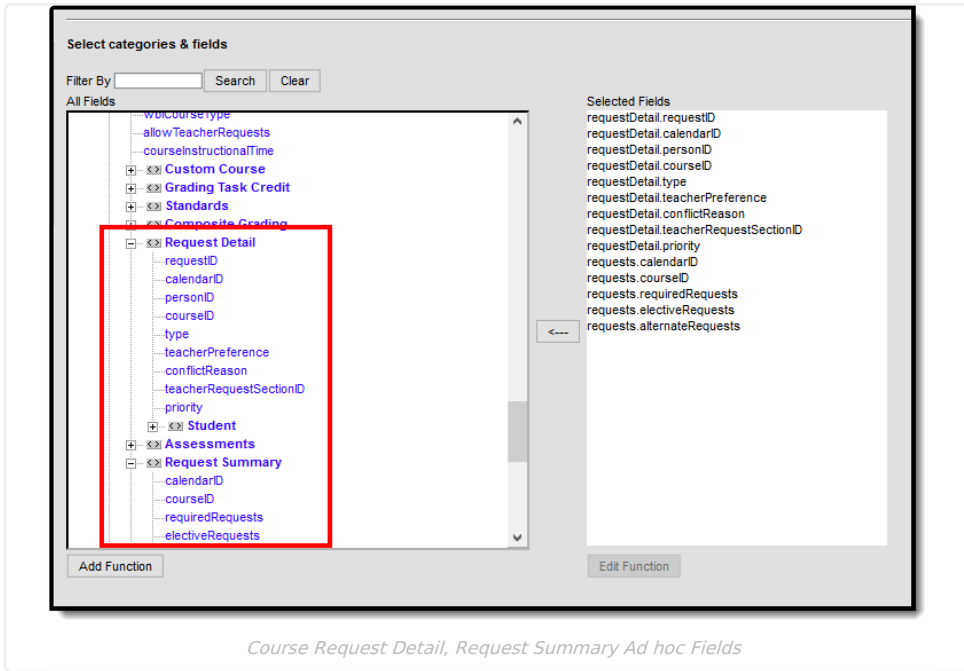 Select categories & fields
Filter By
Search
Clear
All Fields
wblCourseType
allowTeacherRequests
courseInstructionalTime
Custom Course
Grading Task Credit
Standards
Composite Grading
Request Detail
requestID
calendarID
personID
courseID
type
teacherPreference
conflictReason
teacherRequestSectionID
priority
Student
Assessments
Request Summary
calendarID
courseID
requiredRequests
electiveRequests
Add Function
<---
Selected Fields
requestDetail.requestID
requestDetail.calendarID
requestDetail.personID
requestDetail.courseID
requestDetail.type
requestDetail.teacherPreference
requestDetail.conflictReason
requestDetail.teacherRequestSectionID
requestDetail.priority
requests.calendarID
requests.courseID
requests.requiredRequests
requests.electiveRequests
requests.alternateRequests
Edit Function
Course Request Detail, Request Summary Ad hoc Fields